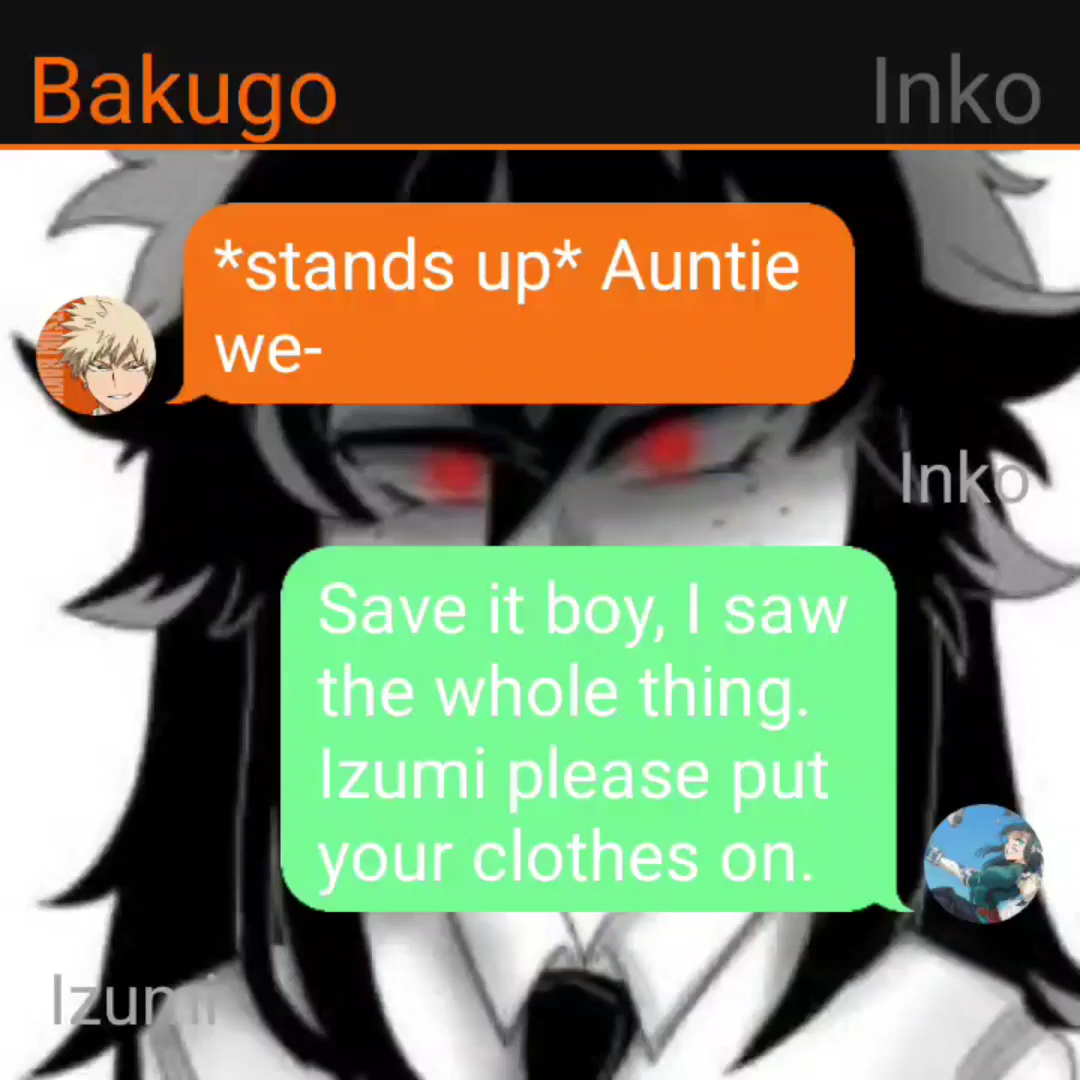 Bakugo Inko
*stands up* Auntie
we-
Inko
Save it boy, I saw
the whole thing.
Izumi please put
your clothes on.
Izumi